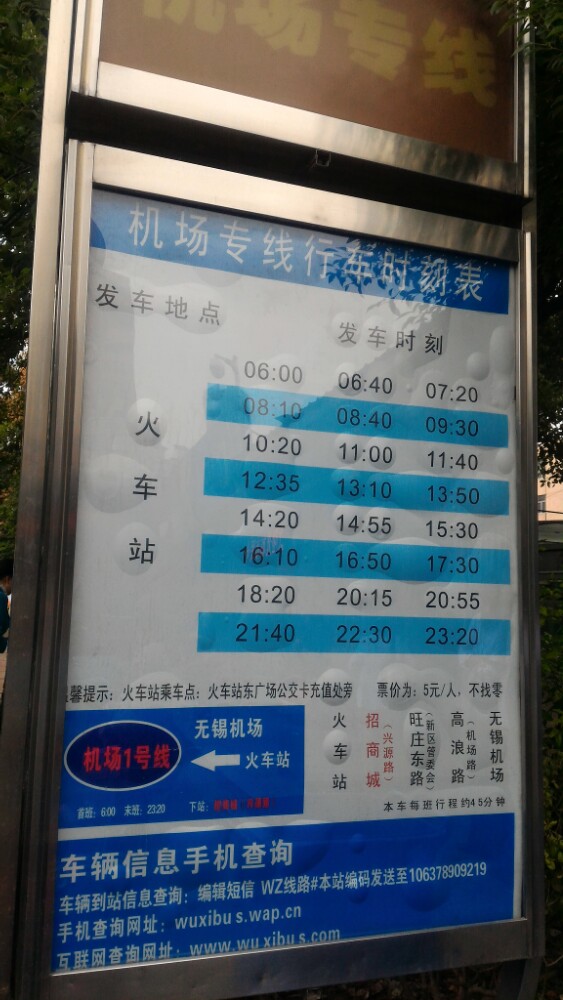 机场专线
机场专线行车时刻表
发车地点
发车时刻
06:00 06:40 07:20
08:10 08:40 09:30
10:20 11:00 11:40
12:35 13:10 13:50
14:20 14:55 15:30
16:10 16:50 17:30
18:20 20:15 20:55
21:40 22:30 23:20
火车站
馨提示：火车站乘车点：火车站东广场公交卡充值处旁 票价为：5元/人，不找零
机场1号线
无锡机场
火车站
首班：6:00 末班：2320 下站：
火车站
招商城（兴源路）
旺庄东路（新区管委会）
高浪路（机场路）
无锡机场
本车每班行程约45分钟
车辆信息手机查询
车辆到站信息查询：编辑短信 WZ线路#本站编码发送至106378909219
手机查询网址：wuxibus.wap.cn
互联网查询网址：www.wuxibus.com